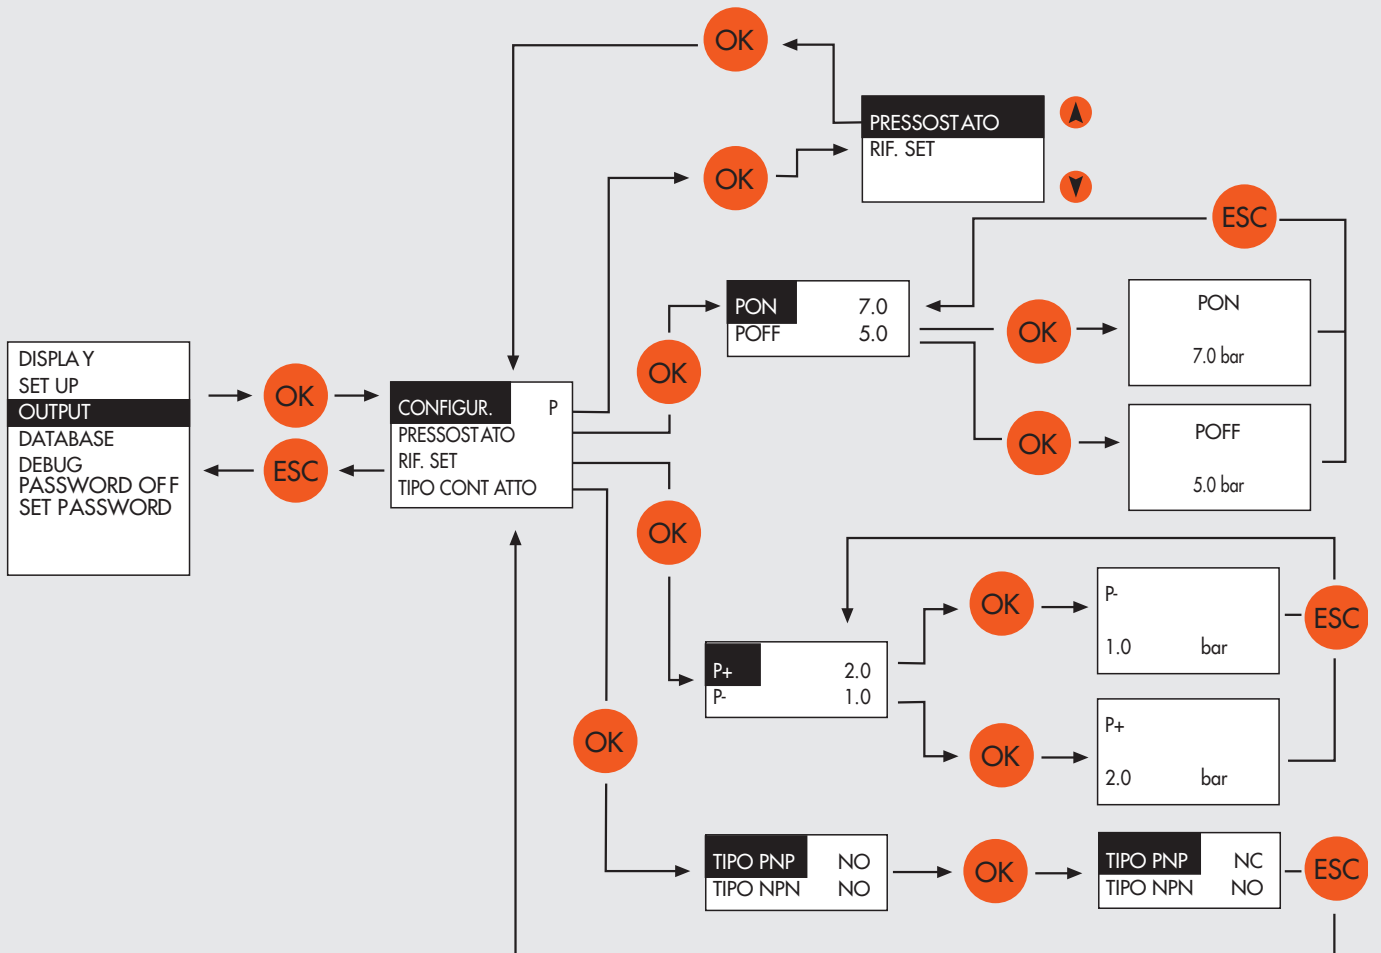 OK
PRESSOSTATO
RIF. SET
OK
ESC
PON 7.0
POFF 5.0
OK
PON
7.0 bar
OK
DISPLAY
SET UP
OUTPUT
DATABASE
DEBUG
PASSWORD OFF
SET PASSWORD
OK
ESC
CONFIGUR. P
PRESSOSTATO
RIF. SET
TIPO CONTATTO
OK
POFF
5.0 bar
OK
P+ 2.0
P- 1.0
OK
P-
1.0 bar
ESC
OK
OK
P+
2.0 bar
TIPO PNP NO
TIPO NPN NO
OK
TIPO PNP NC
TIPO NPN NO
ESC